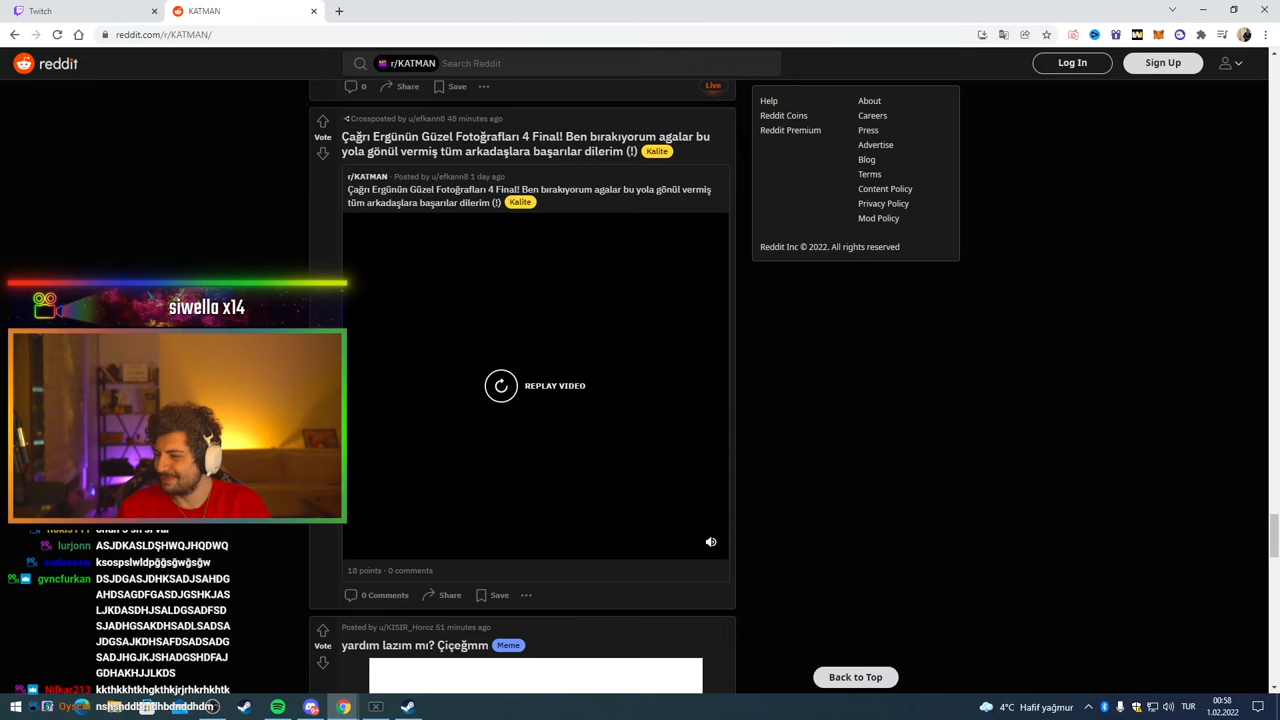 Twitch
KATMAN
reddit.com/r/KATMAN/
reddit
r/KATMAN
Search Reddit
Log In
Sign Up
0
Share
Save
Live
Crossposted by u/efkann8 48 minutes ago
Vote
Çağrı Ergünün Güzel Fotoğrafları 4 Final! Ben bırakıyorum agalar bu
yola gönül vermiş tüm arkadaşlara başarılar dilerim (!) Kalite
r/KATMAN · Posted by u/efkann8 1 day ago
Çağrı Ergünün Güzel Fotoğrafları 4 Final! Ben bırakıyorum agalar bu yola gönül vermiş
tüm arkadaşlara başarılar dilerim (!) Kalite
REPLAY VIDEO
18 points · 0 comments
0 Comments
Share
Save
Posted by u/KISIR_Horoz 51 minutes ago
Vote
yardım lazım mı? Çiçeğmm Meme
Help
Reddit Coins
Reddit Premium
About
Careers
Press
Advertise
Blog
Terms
Content Policy
Privacy Policy
Mod Policy
Reddit Inc © 2022. All rights reserved
Back to Top
siwella x14
lurjonn ASJDKASLDŞHWQJHQDWQ
ksospslwldpğğsğwğsğw
gvncfurkan DSJDGASJDHKSADJSAHDG
AHDSAGDFGASDJGSHKJAS
LJKDASDHJSALDGSADFSD
SJADHGSAKDHSADLSADSA
JDGSAJKDHSAFDSADSADG
SADJHGJKJSHADGSHDFAJ
GDHAKHJJLKDS
Nilkar213 kkthkkhtkhgkthkjrjrhkrhkhtk
4°C Hafif yağmur
TUR
00:58
1.02.2022